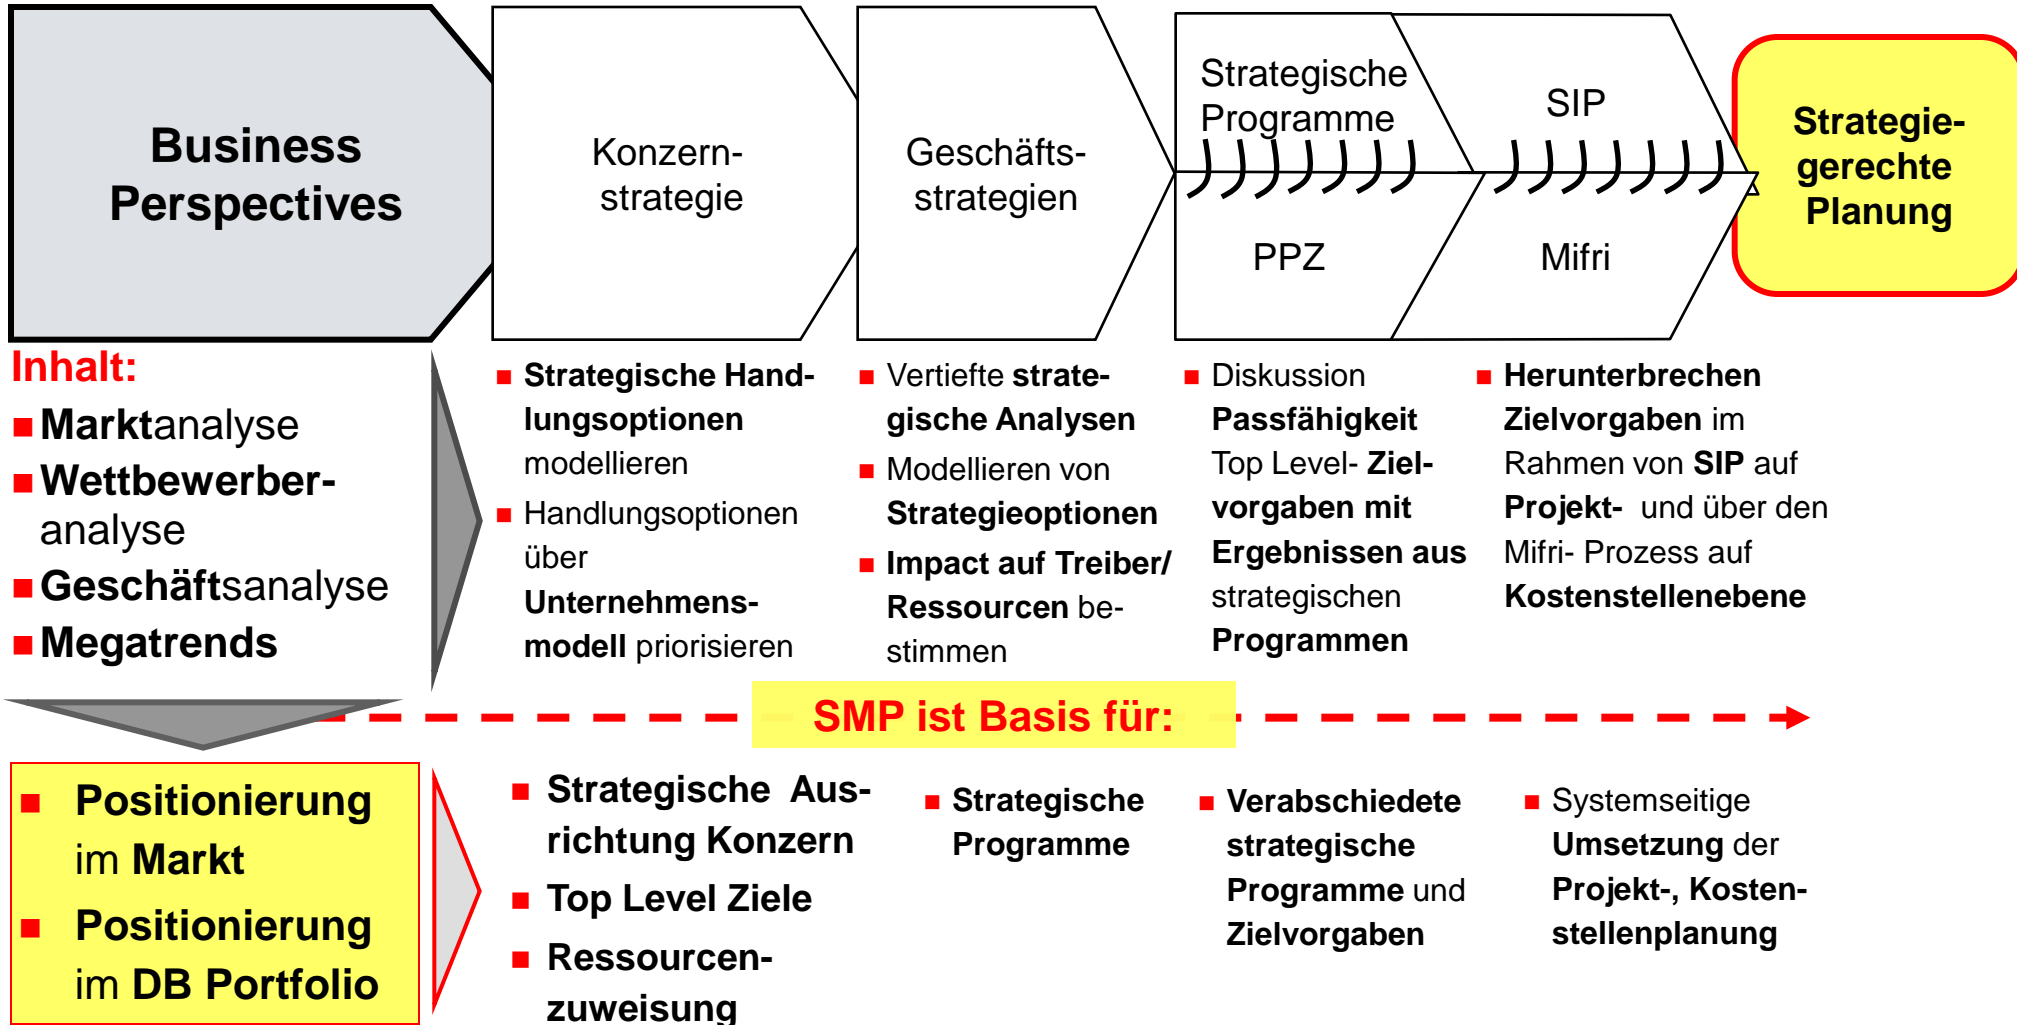 Business
Perspectives
Konzern-
strategie
Geschäfts-
strategien
Strategische
Programme
PPZ
SIP
Mifri
Strategie-
gerechte
Planung
Inhalt:
Marktanalyse
Wettbewerber-
analyse
Geschäftsanalyse
Megatrends
Strategische Hand-
lungsoptionen
modellieren
Handlungsoptionen
über
Unternehmens-
modell priorisieren
Vertiefte strate-
gische Analysen
Modellieren von
Strategieoptionen
Impact auf Treiber/
Ressourcen be-
stimmen
Diskussion
Passfähigkeit
Top Level- Ziel-
vorgaben mit
Ergebnissen aus
strategischen
Programmen
Herunterbrechen
Zielvorgaben im
Rahmen von SIP auf
Projekt- und über den
Mifri- Prozess auf
Kostenstellenebene
SMP ist Basis für:
Positionierung
im Markt
Positionierung
im DB Portfolio
Strategische Aus-
richtung Konzern
Top Level Ziele
Ressourcen-
zuweisung
Strategische
Programme
Verabschiedete
strategische
Programme und
Zielvorgaben
Systemseitige
Umsetzung der
Projekt-, Kosten-
stellenplanung